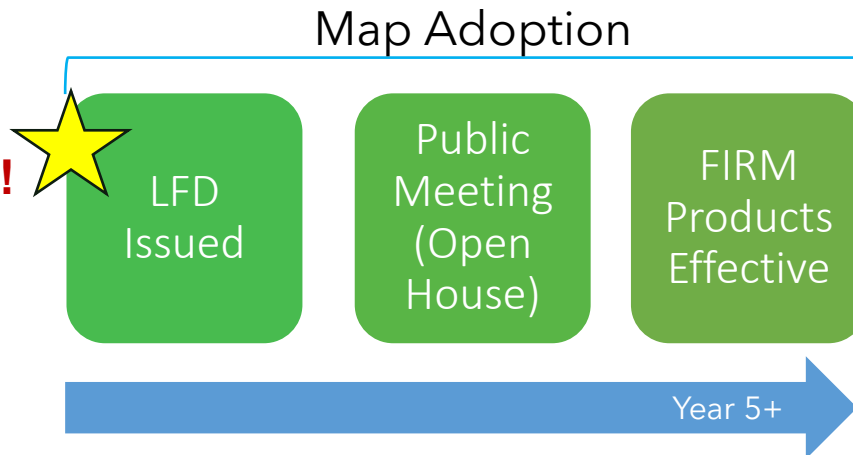 Map Adoption
!
LFD
Issued
Public
Meeting
(Open
House)
FIRM
Products
Effective
Year 5+